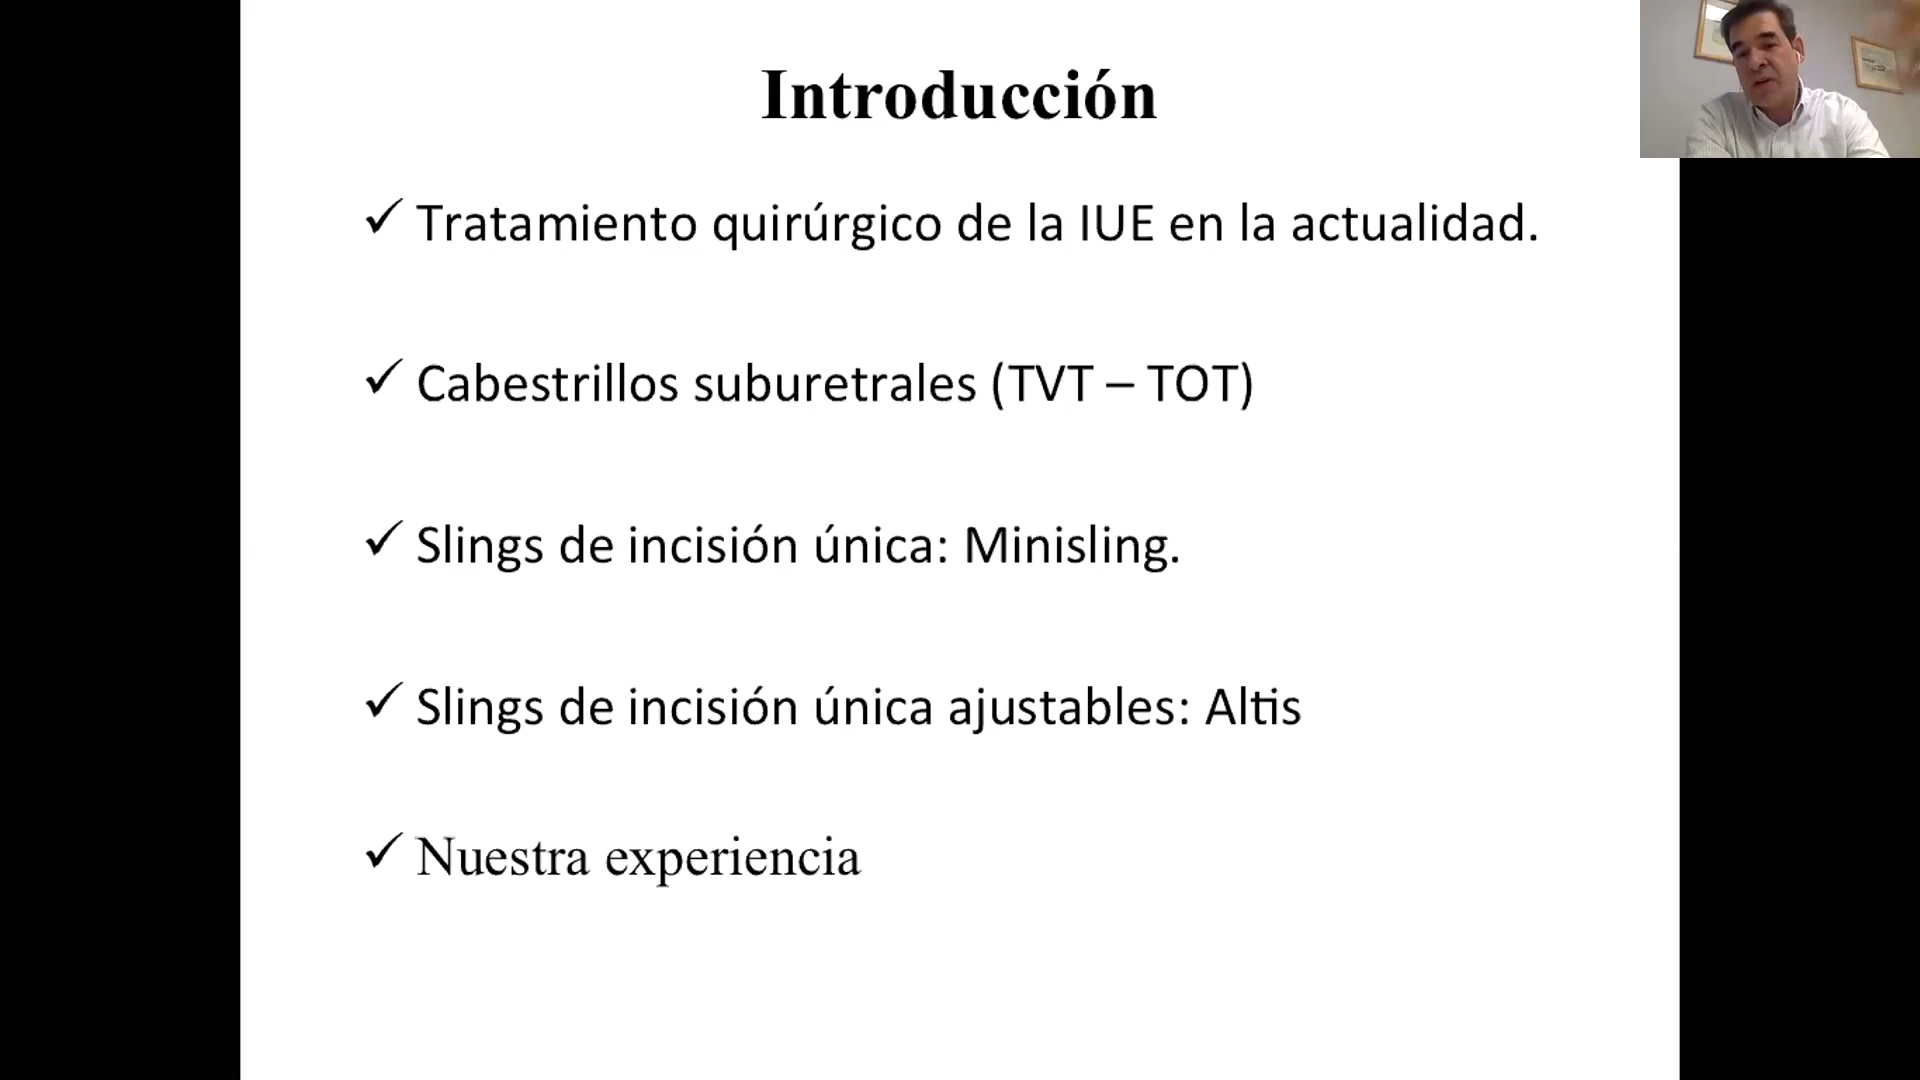 Introducción
✓ Tratamiento quirúrgico de la IUE en la actualidad.
✓ Cabestrillos suburetrales (TVT – TOT)
✓ Slings de incisión única: Minisling.
✓ Slings de incisión única ajustables: Altis
✓ Nuestra experiencia